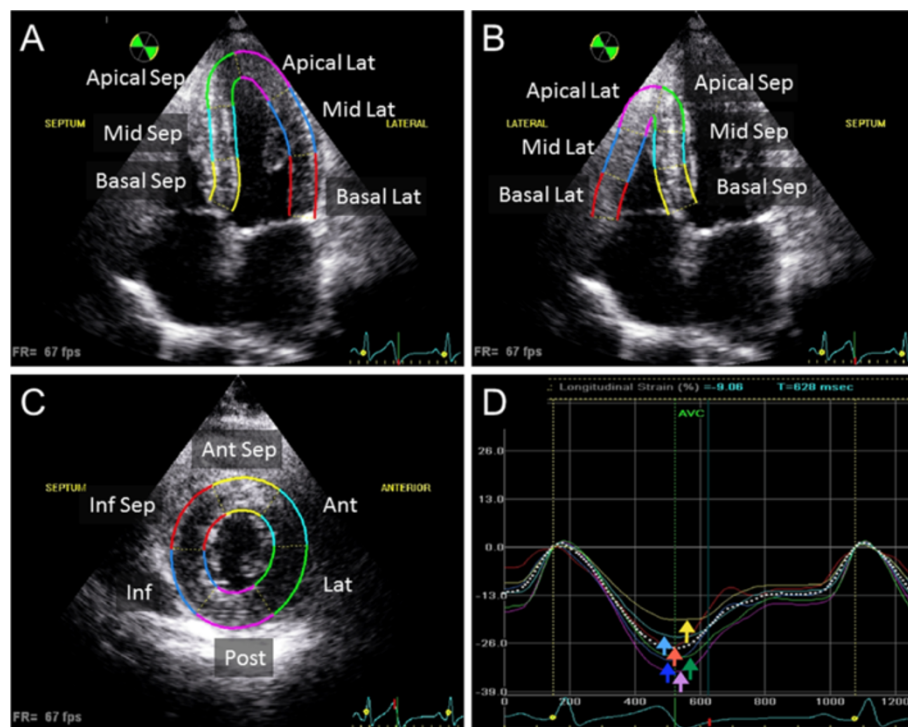 A
Apical Sep
Apical Lat
SEPTUM
Mid Sep
Mid Lat
LATERAL
Basal Sep
Basal Lat
FR= 67 fps
B
Apical Lat
Apical Sep
LATERAL
Mid Lat
Mid Sep
SEPTUM
Basal Lat
Basal Sep
FR= 67 fps
C
Ant Sep
SEPTUM
ANTERIOR
Inf Sep
Ant
Inf
Lat
Post
FR= 67 fps
D
Longitudinal Strain (%) =-9.06 T=628 msec
AVC
26.0
13.0
0.0
-13.0
-26.0
-39.0
0 200 400 600 800 1000 1200